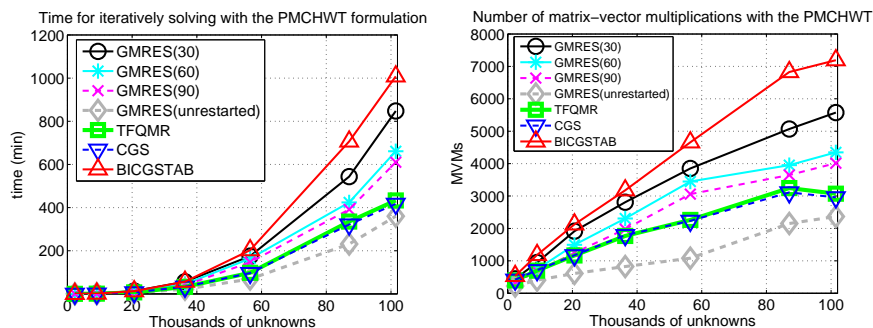 Time for iteratively solving with the PMCHWT formulation
1200
1000
800
600
400
200
0
20
40
60
80
100
time (min)
Thousands of unknowns
GMRES(30)
GMRES(60)
GMRES(90)
GMRES(unrestarted)
TFQMR
CGS
BICGSTAB
Number of matrix−vector multiplications with the PMCHWT
8000
7000
6000
5000
4000
3000
2000
1000
0
0
20
40
60
80
100
MVMs
Thousands of unknowns
GMRES(30)
GMRES(60)
GMRES(90)
GMRES(unrestarted)
TFQMR
CGS
BICGSTAB